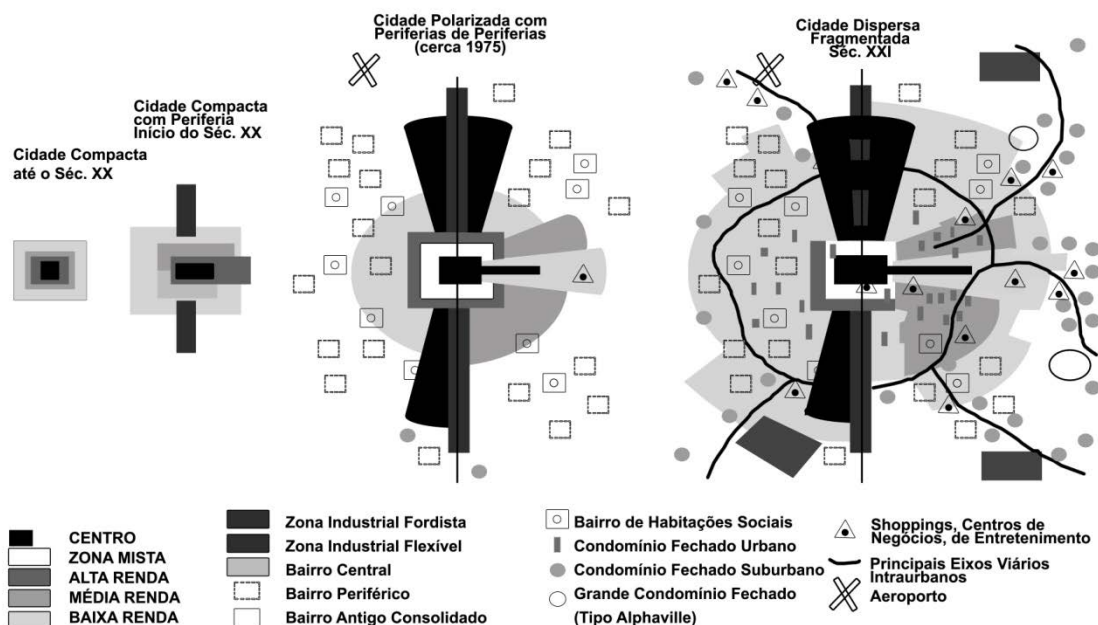 Cidade Compacta
até o Séc. XX
Cidade Compacta
com Periferia
Início do Séc. XX
Cidade Polarizada com
Periferias de Periferias
(cerca 1975)
Cidade Dispersa
Fragmentada
Séc. XXI
CENTRO
ZONA MISTA
ALTA RENDA
MÉDIA RENDA
BAIXA RENDA
Zona Industrial Fordista
Zona Industrial Flexível
Bairro Central
Bairro Periférico
Bairro Antigo Consolidado
Bairro de Habitações Sociais
Condomínio Fechado Urbano
Condomínio Fechado Suburbano
Grande Condomínio Fechado
(Tipo Alphaville)
Shoppings, Centros de
Negócios, de Entretenimento
Principais Eixos Viários
Intraurbanos
Aeroporto